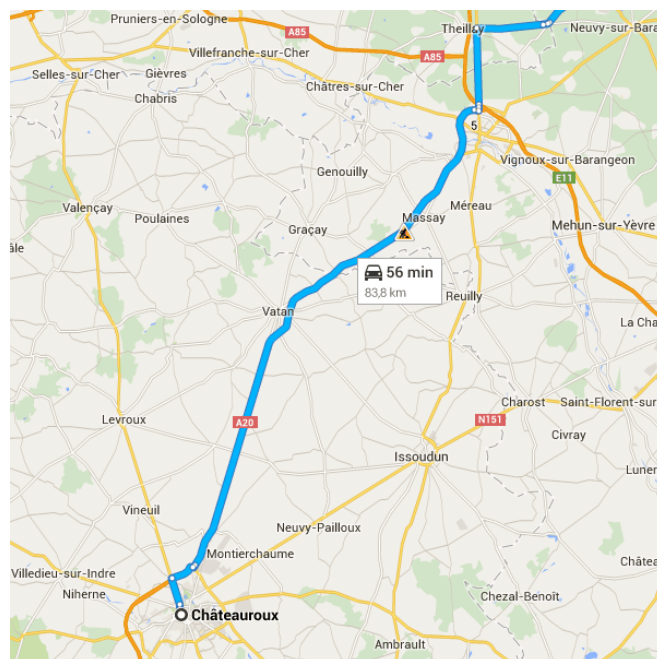 Pruniers-en-Sologne
A85
Theillay
Neuvy-sur-Bara
Villefranche-sur-Cher
A85
Selles-sur-Cher
Gièvres
Châtres-sur-Cher
Chabris
5
Vignoux-sur-Barangeon
Genouilly
E11
Valençay
Poulaines
Massay
Méreau
Mehun-sur-Yèvre
Graçay
âle
56 min
83,8 km
Reuilly
Vatan
La Cha
Levroux
A20
Charost
Saint-Florent-sur
N151
Civray
Issoudun
Luner
Vineuil
Neuvy-Pailloux
Montierchaume
Villedieu-sur-Indre
Niherne
Châte
Chezal-Benoît
Châteauroux
Ambrault